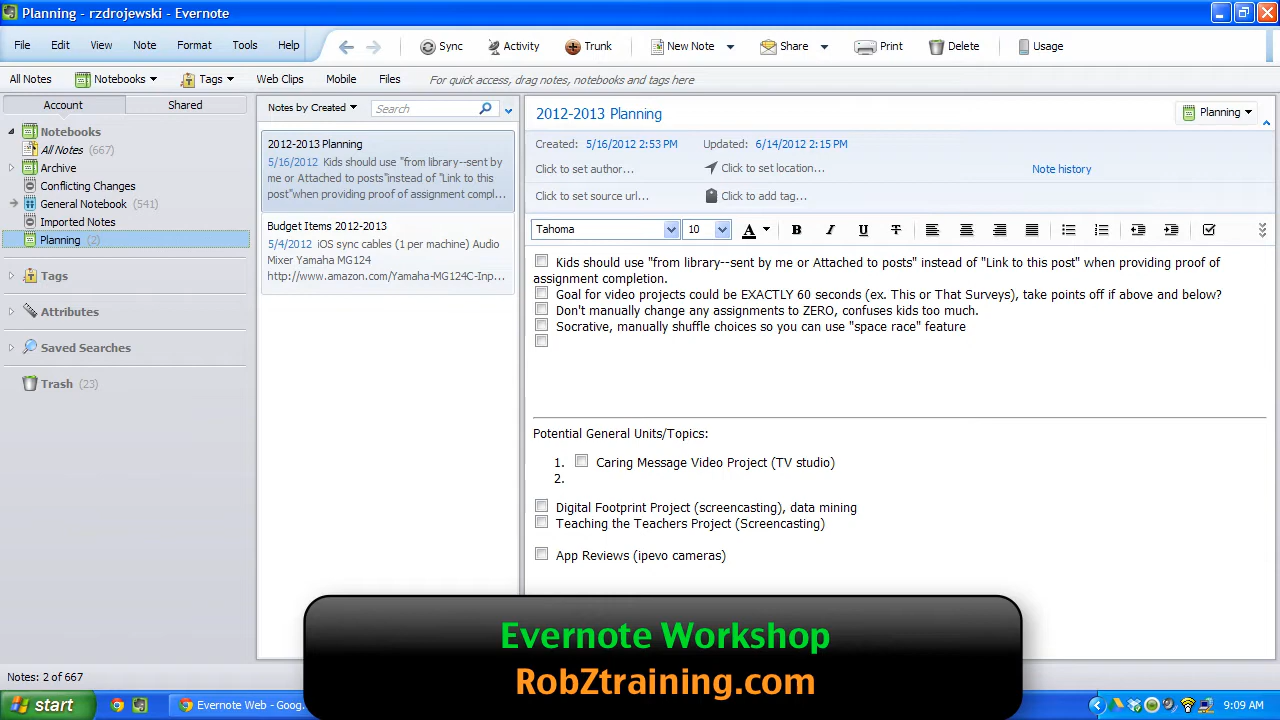 Planning - rzdrojewski - Evernote
File Edit View Note Format Tools Help Sync Activity Trunk New Note Share Print Delete Usage
All Notes Notebooks Tags Web Clips Mobile Files For quick access, drag notes, notebooks and tags here
Account Shared
Notebooks
All Notes (667)
Archive
Conflicting Changes
General Notebook (541)
Imported Notes
Planning (2)
Tags
Attributes
Saved Searches
Trash (23)
Notes by Created Search
2012-2013 Planning
5/16/2012 Kids should use "from library--sent by
me or Attached to posts"instead of "Link to this
post"when providing proof of assignment compl...
Budget Items 2012-2013
5/4/2012 iOS sync cables (1 per machine) Audio
Mixer Yamaha MG124
http://www.amazon.com/Yamaha-MG124C-Inp...
2012-2013 Planning Planning
Created: 5/16/2012 2:53 PM Updated: 6/14/2012 2:15 PM
Click to set author... Click to set location... Note history
Click to set source url... Click to add tag...
Tahoma 10 A B I U T
Kids should use "from library--sent by me or Attached to posts" instead of "Link to this post" when providing proof of
assignment completion.
Goal for video projects could be EXACTLY 60 seconds (ex. This or That Surveys), take points off if above and below?
Don't manually change any assignments to ZERO, confuses kids too much.
Socrative, manually shuffle choices so you can use "space race" feature
Potential General Units/Topics:
1. Caring Message Video Project (TV studio)
2.
Digital Footprint Project (screencasting), data mining
Teaching the Teachers Project (Screencasting)
App Reviews (ipevo cameras)
Evernote Workshop
RobZtraining.com
Notes: 2 of 667
start Evernote Web - Goog... 9:09 AM